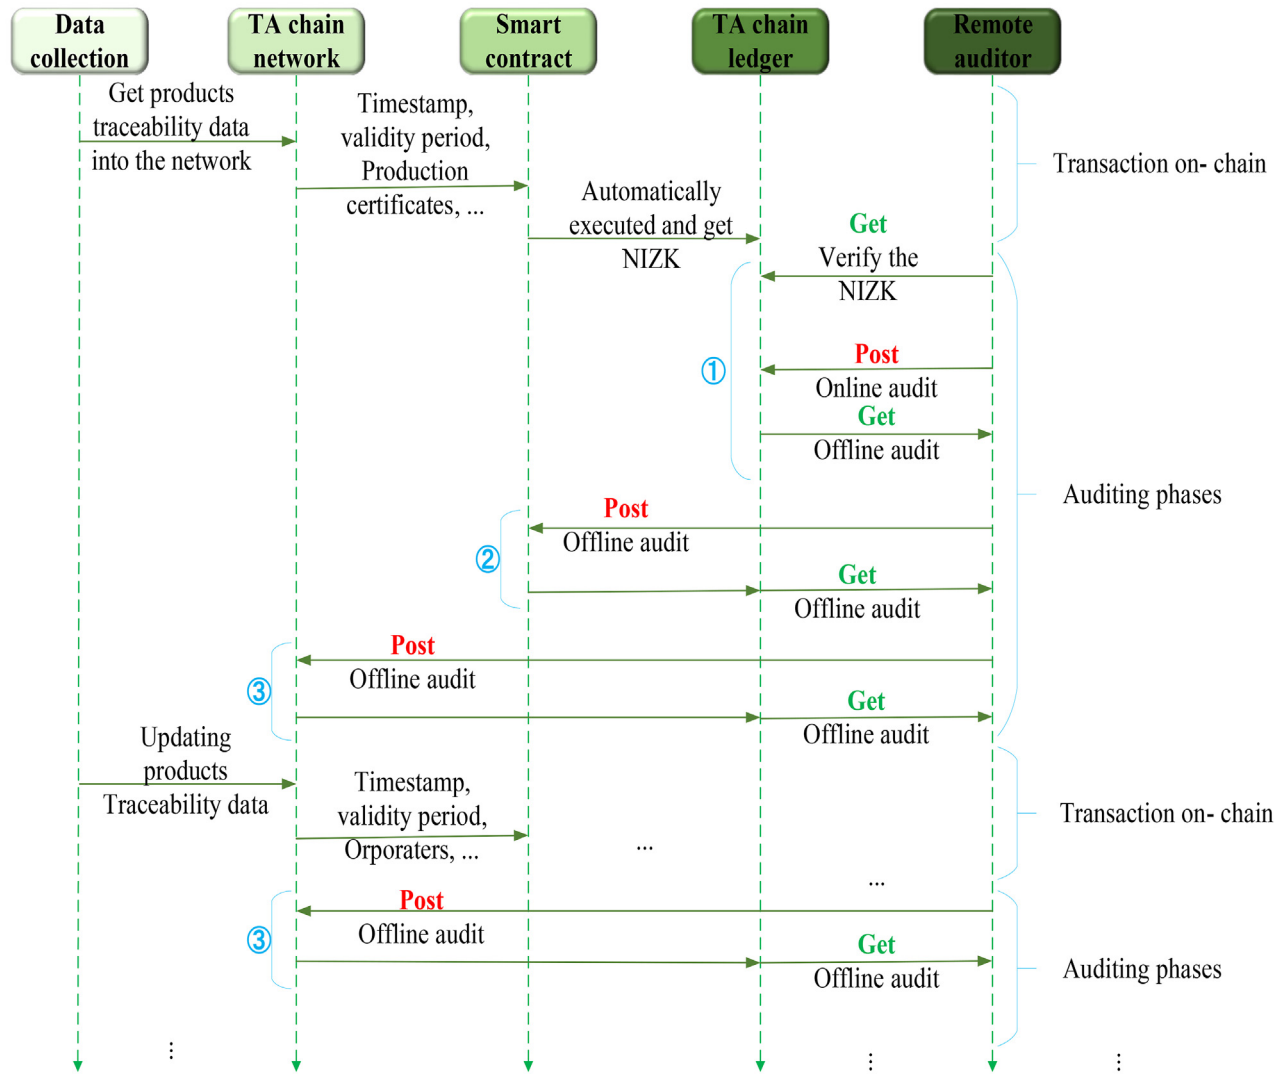 Data
collection
TA chain
network
Smart
contract
TA chain
ledger
Remote
auditor
Get products
traceability data
into the network
Timestamp,
validity period,
Production
certificates, ...
Automatically
executed and get
NIZK
Get
Verify the
NIZK
Transaction on- chain
①
Post
Online audit
Get
Offline audit
Auditing phases
②
Post
Offline audit
Get
Offline audit
③
Post
Offline audit
Get
Offline audit
Updating
products
Traceability data
Timestamp,
validity period,
Orporaters, ...
...
...
Transaction on- chain
③
Post
Offline audit
Get
Offline audit
Auditing phases
⋮
⋮
⋮